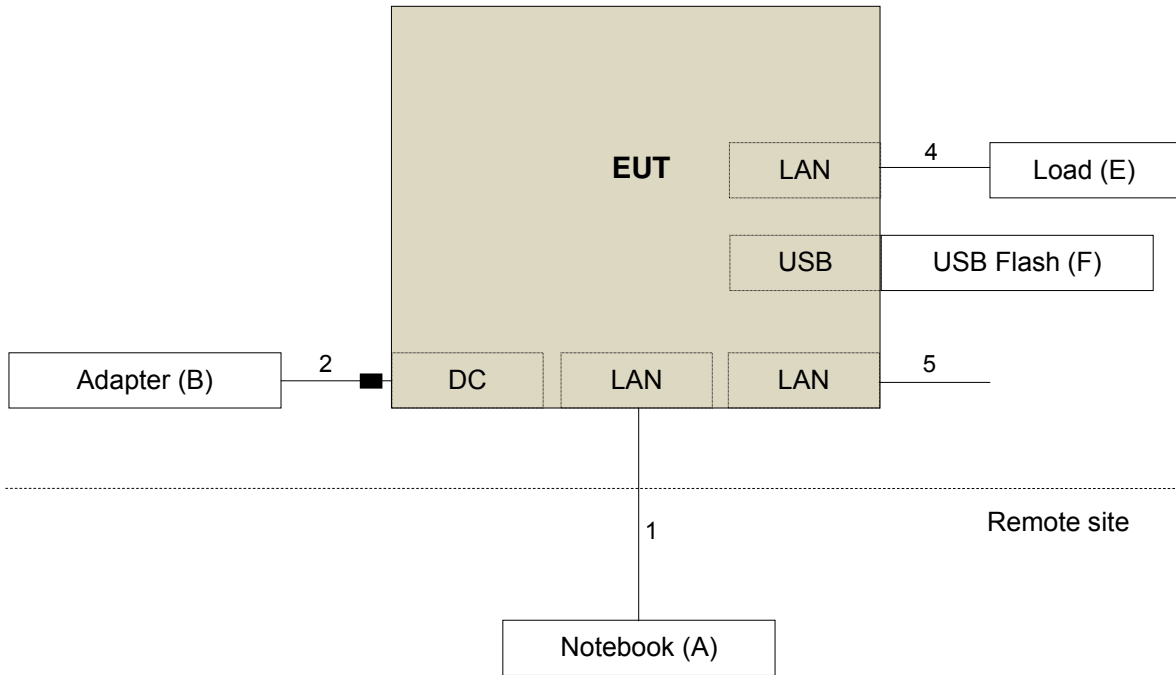 EUT
LAN
4
Load (E)
USB
USB Flash (F)
Adapter (B)
2
DC
LAN
LAN
5
Remote site
1
Notebook (A)